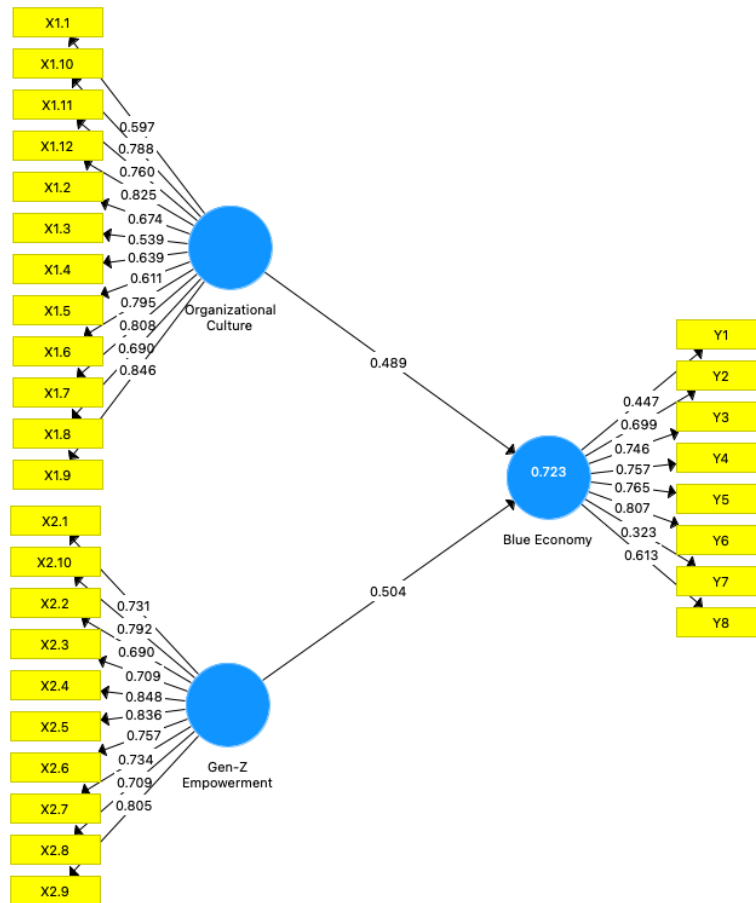 X1.1
X1.10
X1.11
X1.12
X1.2
X1.3
X1.4
X1.5
X1.6
X1.7
X1.8
X1.9
0.597
0.788
0.760
0.825
0.674
0.539
0.639
0.611
0.795
0.808
0.690
0.846
Organizational
Culture
0.489
X2.1
X2.10
X2.2
X2.3
X2.4
X2.5
X2.6
X2.7
X2.8
X2.9
0.731
0.792
0.690
0.709
0.848
0.836
0.757
0.734
0.709
0.805
Gen-Z
Empowerment
0.504
0.723
Blue Economy
0.447
0.699
0.746
0.757
0.765
0.807
0.323
0.613
Y1
Y2
Y3
Y4
Y5
Y6
Y7
Y8